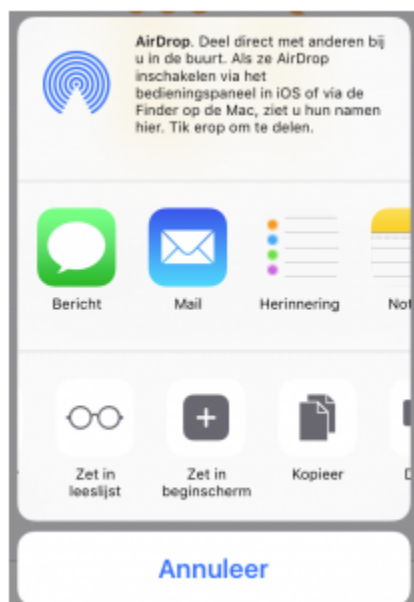 AirDrop. Deel direct met anderen bij
u in de buurt. Als ze AirDrop
inschakelen via het
bedieningspaneel in iOS of via de
Finder op de Mac, ziet u hun namen
hier. Tik erop om te delen.
Bericht
Mail
Herinnering
Not
Zet in
leeslijst
Zet in
beginscherm
Kopieer
Annuleer